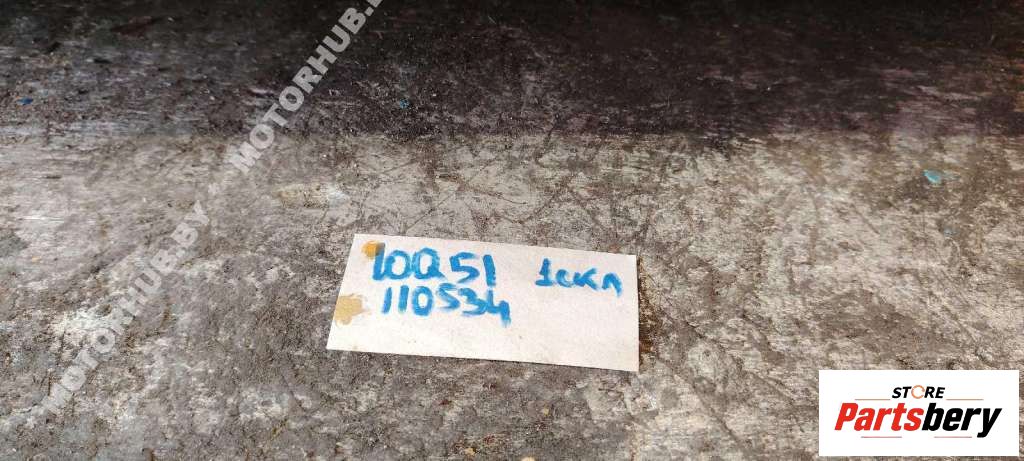 MOTORHUB.BY
MOTORHUB.BY
10Q51 1скл
110534
STORE
Partsbery